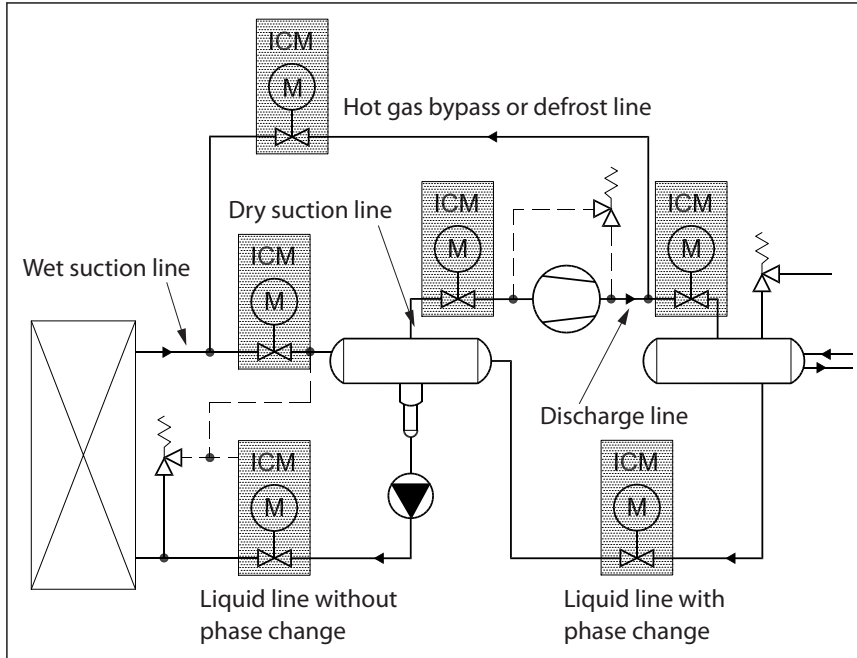 ICM
M
Hot gas bypass or defrost line
Dry suction line
ICM
M
ICM
M
Wet suction line
ICM
M
Discharge line
ICM
M
ICM
M
Liquid line without
phase change
Liquid line with
phase change